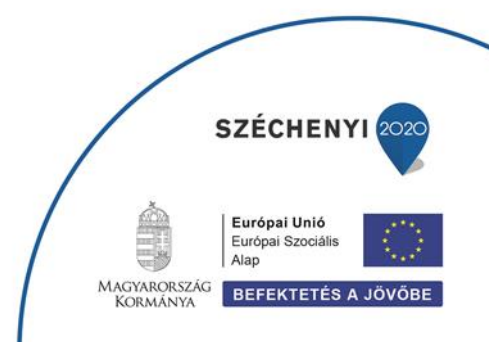 SZÉCHENYI 2020
Európai Unió
Európai Szociális
Alap
MAGYARORSZÁG
KORMÁNYA
BEFEKTETÉS A JÖVŐBE